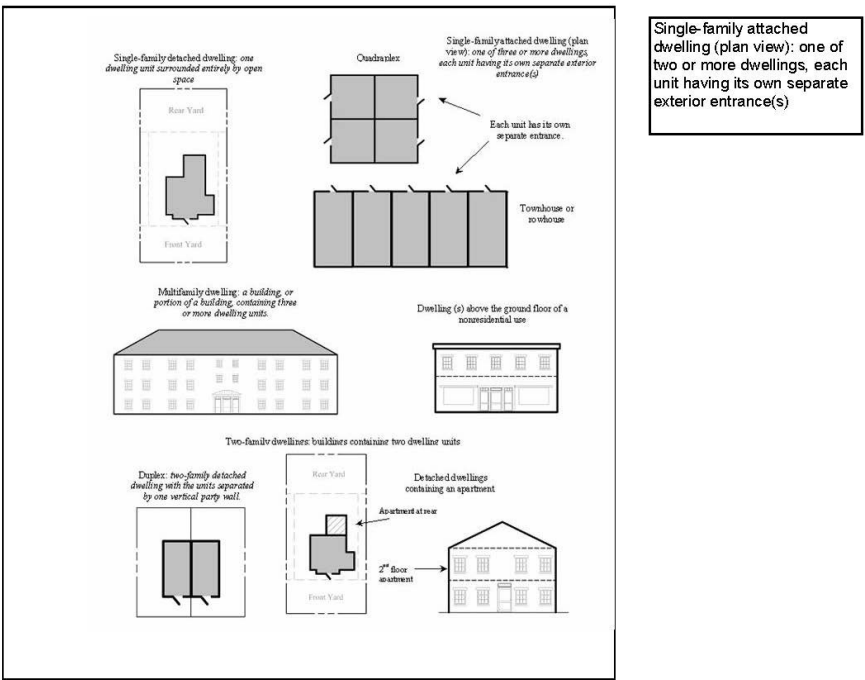 Single-family detached dwelling: one
dwelling unit surrounded entirely by open
space
Rear Yard
Front Yard
Quadraplex
Single-family attached dwelling (plan
view): one of three or more dwellings,
each unit having its own separate exterior
entrance(s)
Each unit has its own
separate entrance.
Townhouse or
rowhouse
Multifamily dwelling: a building, or
portion of a building, containing three
or more dwelling units.
Dwelling (s) above the ground floor of a
nonresidential use
Two-family dwellings: buildings containing two dwelling units
Duplex: two-family detached
dwelling with the units separated
by one vertical party wall.
Rear Yard
Front Yard
Detached dwellings
containing an apartment
Apartment at rear
2nd floor
apartment
Single-family attached
dwelling (plan view): one of
two or more dwellings, each
unit having its own separate
exterior entrance(s)